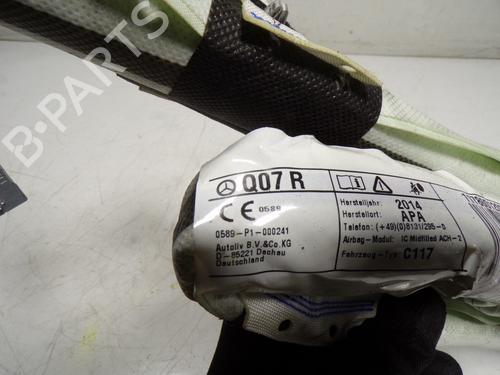 B-PARTS
Q07 R
CE 0589
0589-P1-000241
Autoliv B.V.&Co.KG
D-85221 Dachau
Deutschland
Herstelljahr: 2014
Herstellort: APA
Telefon: (+49)(0)8131/295-0
Airbag-Modul: IC Midfilled ACH-2
Fahrzeug-Typ: C117